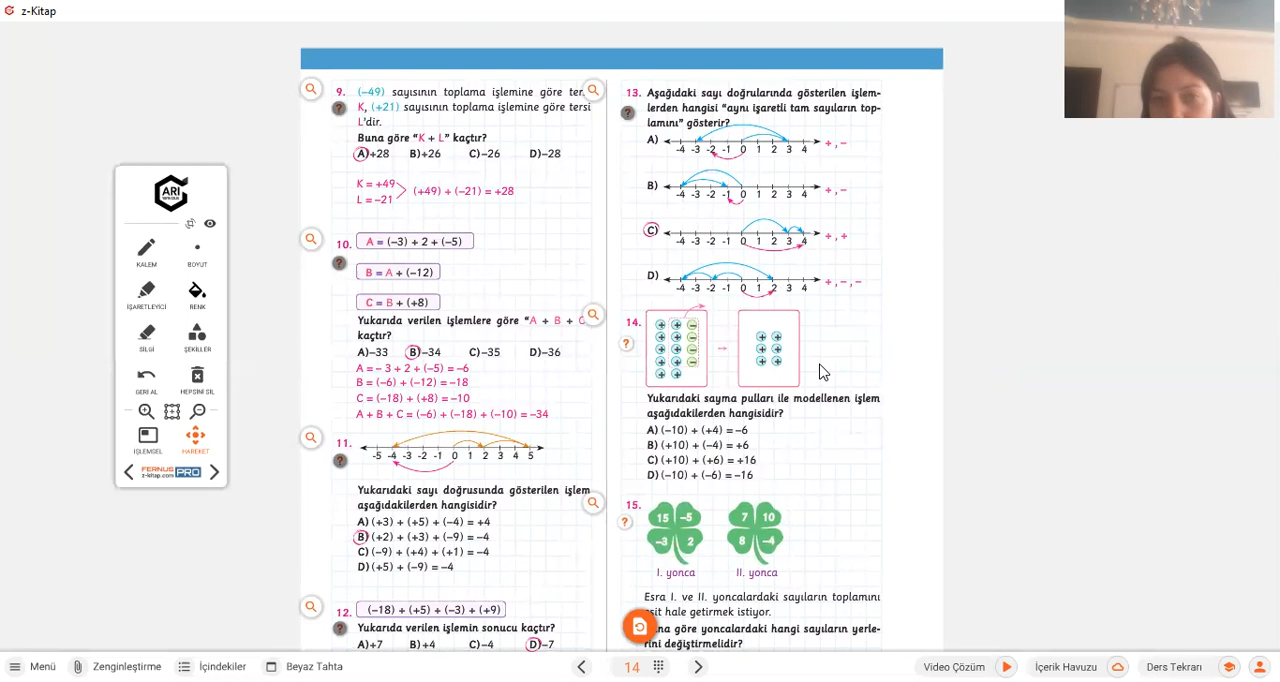 z-Kitap
9. (-49) sayısının toplama işlemine göre ters
K, (+21) sayısının toplama işlemine göre tersi
L'dir.
Buna göre "K + L" kaçtır?
A)+28 B)+26 C)-26 D)-28
K = +49
L = -21
(+49) + (-21) = +28
10. A = (-3) + 2 + (-5)
B = A + (-12)
C = B + (+8)
Yukarıda verilen işlemlere göre "A + B + C
kaçtır?
A)-33 B)-34 C)-35 D)-36
A = - 3 + 2 + (-5) = -6
B = (-6) + (-12) = -18
C = (-18) + (+8) = -10
A + B + C = (-6) + (-18) + (-10) = -34
11.
-5 -4 -3 -2 -1 0 1 2 3 4 5
Yukarıdaki sayı doğrusunda gösterilen işlem
aşağıdakilerden hangisidir?
A) (+3) + (+5) + (-4) = +4
B) (+2) + (+3) + (-9) = -4
C) (-9) + (+4) + (+1) = -4
D) (+5) + (-9) = -4
12. (-18) + (+5) + (-3) + (+9)
Yukarıda verilen işlemin sonucu kaçtır?
A)+7 B)+4 C)-4 D)-7
13. Aşağıdaki sayı doğrularında gösterilen işlem-
lerden hangisi "aynı işaretli tam sayıların top-
lamını" gösterir?
A) -4 -3 -2 -1 0 1 2 3 4 +, -
B) -4 -3 -2 -1 0 1 2 3 4 +, -
C) -4 -3 -2 -1 0 1 2 3 4 +, +
D) -4 -3 -2 -1 0 1 2 3 4 +, -, -
14.
Yukarıdaki sayma pulları ile modellenen işlem
aşağıdakilerden hangisidir?
A) (-10) + (+4) = -6
B) (+10) + (-4) = +6
C) (+10) + (+6) = +16
D) (-10) + (-6) = -16
15. 15 -5 7 10
-3 2 8 -4
I. yonca II. yonca
Esra I. ve II. yoncalardaki sayıların toplamını
eşit hale getirmek istiyor.
una göre yoncalardaki hangi sayıların yerle-
rini değiştirmelidir?
ARI
KALEM BOYUT
İŞARETLEYİCİ RENK
SİLGİ ŞEKİLLER
GERİ AL HEPSİNİ SİL
İŞLEMSEL HAREKET
FERNUS
z-kitap.com PRO
Menü Zenginleştirme İçindekiler Beyaz Tahta 14 Video Çözüm İçerik Havuzu Ders Tekrarı